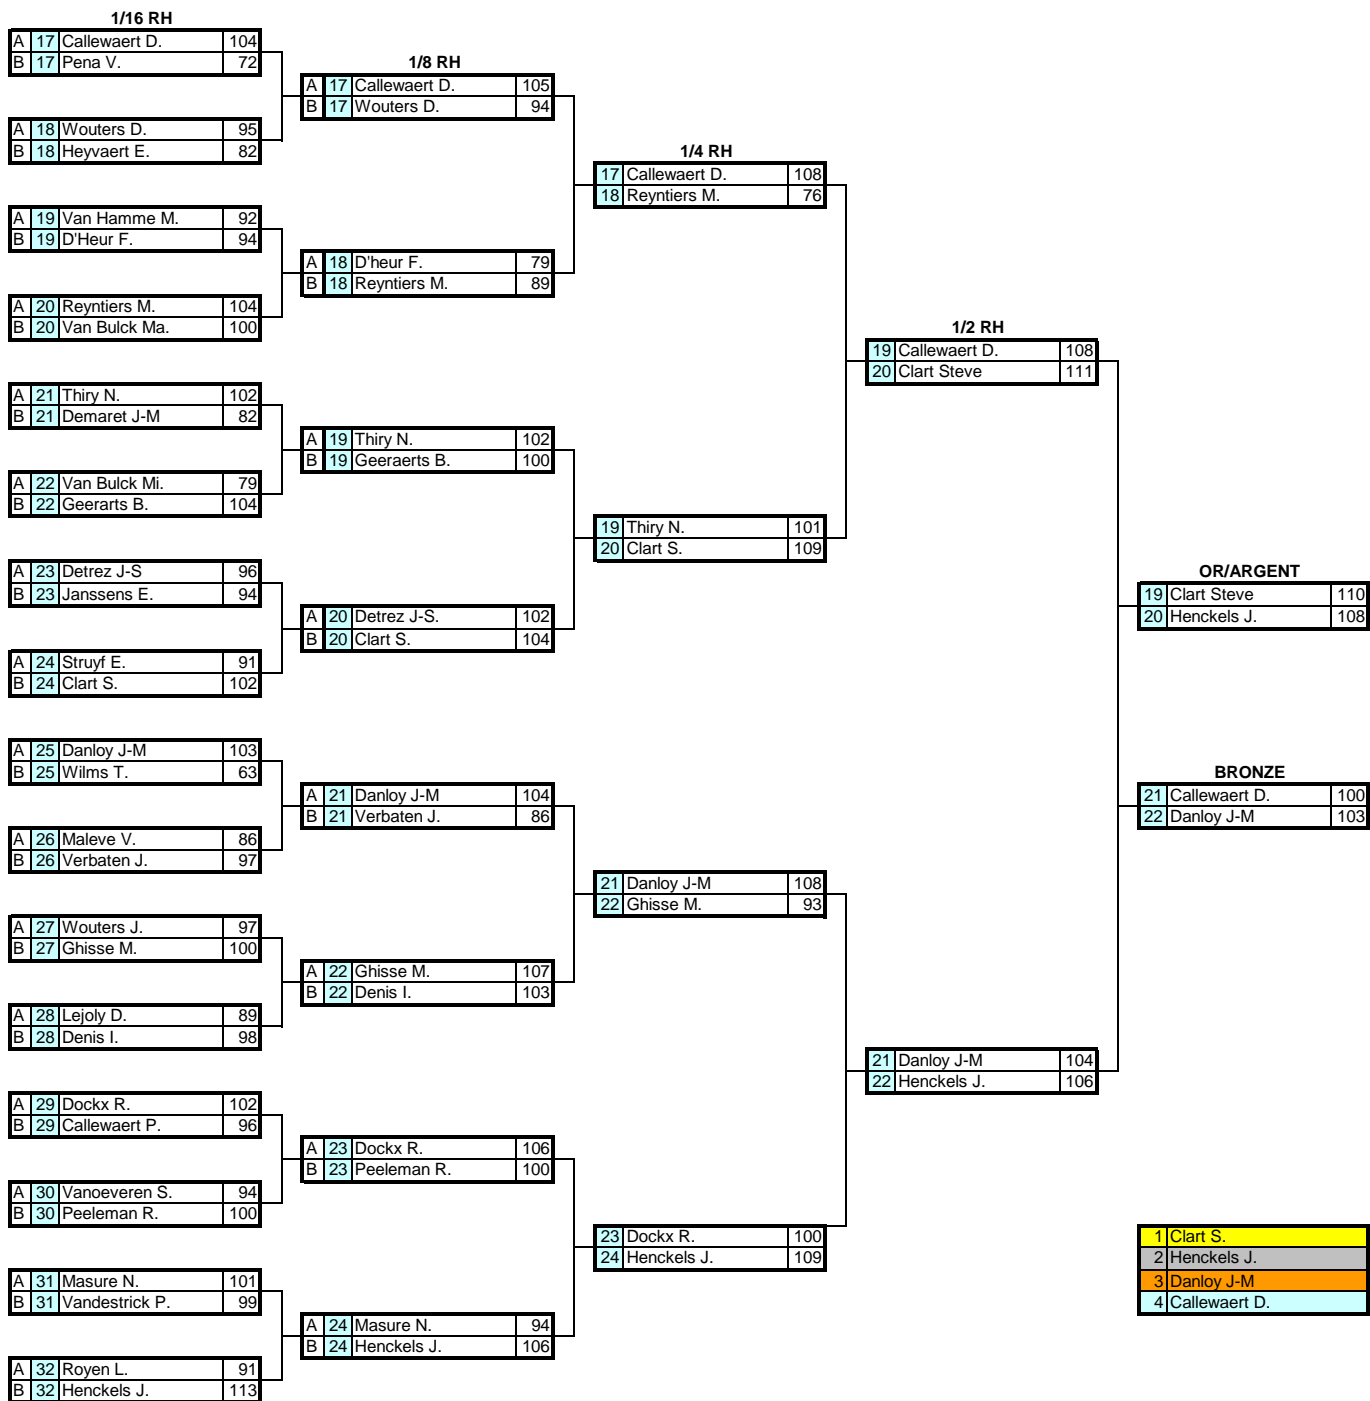 1/16 RH
A 17 Callewaert D. 104
B 17 Pena V. 72
A 18 Wouters D. 95
B 18 Heyvaert E. 82
A 19 Van Hamme M. 92
B 19 D'Heur F. 94
A 20 Reyntiers M. 104
B 20 Van Bulck Ma. 100
A 21 Thiry N. 102
B 21 Demaret J-M 82
A 22 Van Bulck Mi. 79
B 22 Geerarts B. 104
A 23 Detrez J-S 96
B 23 Janssens E. 94
A 24 Struyf E. 91
B 24 Clart S. 102
A 25 Danloy J-M 103
B 25 Wilms T. 63
A 26 Maleve V. 86
B 26 Verbaten J. 97
A 27 Wouters J. 97
B 27 Ghisse M. 100
A 28 Lejoly D. 89
B 28 Denis I. 98
A 29 Dockx R. 102
B 29 Callewaert P. 96
A 30 Vanoeveren S. 94
B 30 Peeleman R. 100
A 31 Masure N. 101
B 31 Vandestrick P. 99
A 32 Royen L. 91
B 32 Henckels J. 113
1/8 RH
A 17 Callewaert D. 105
B 17 Wouters D. 94
A 18 D'heur F. 79
B 18 Reyntiers M. 89
A 19 Thiry N. 102
B 19 Geeraerts B. 100
A 20 Detrez J-S. 102
B 20 Clart S. 104
A 21 Danloy J-M 104
B 21 Verbaten J. 86
A 22 Ghisse M. 107
B 22 Denis I. 103
A 23 Dockx R. 106
B 23 Peeleman R. 100
A 24 Masure N. 94
B 24 Henckels J. 106
1/4 RH
17 Callewaert D. 108
18 Reyntiers M. 76
19 Thiry N. 101
20 Clart S. 109
21 Danloy J-M 108
22 Ghisse M. 93
23 Dockx R. 100
24 Henckels J. 109
1/2 RH
19 Callewaert D. 108
20 Clart Steve 111
21 Danloy J-M 104
22 Henckels J. 106
OR/ARGENT
19 Clart Steve 110
20 Henckels J. 108
BRONZE
21 Callewaert D. 100
22 Danloy J-M 103
1 Clart S.
2 Henckels J.
3 Danloy J-M
4 Callewaert D.